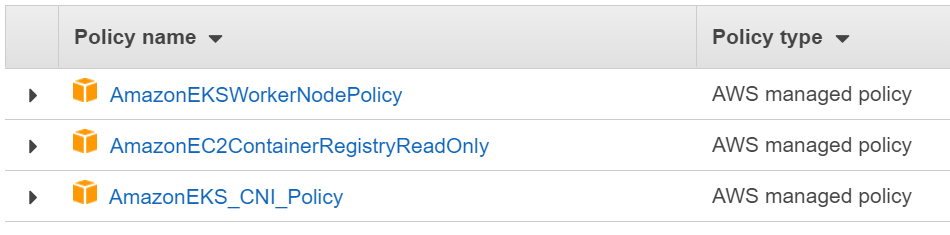 Policy name Policy type
AmazonEKSWorkerNodePolicy AWS managed policy
AmazonEC2ContainerRegistryReadOnly AWS managed policy
AmazonEKS_CNI_Policy AWS managed policy